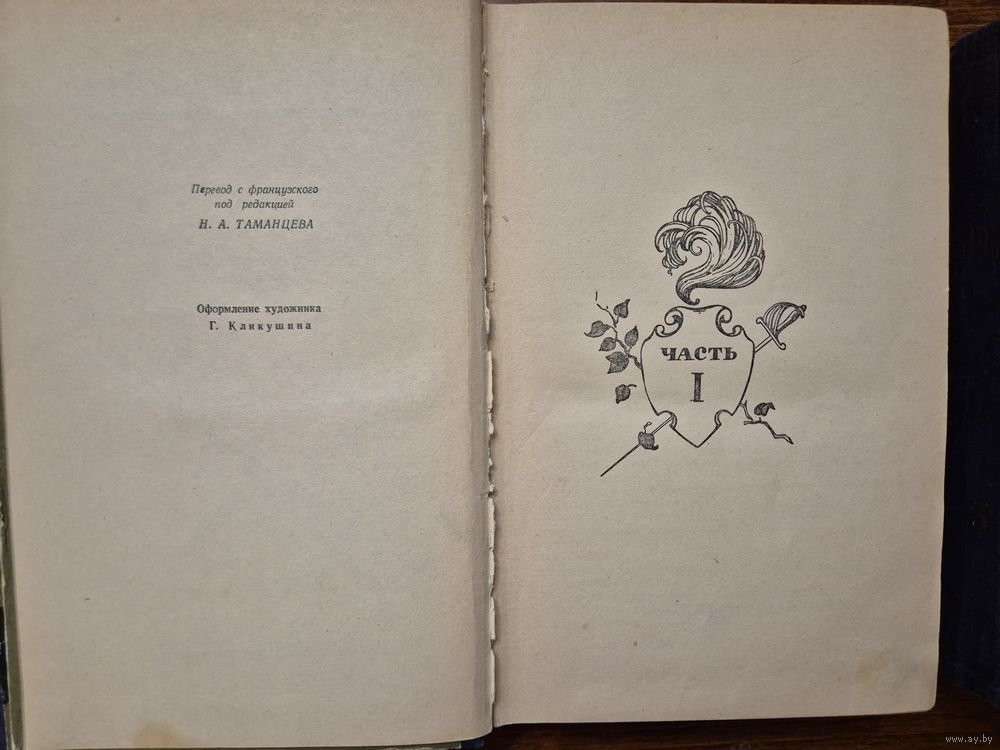 Перевод с французского
под редакцией
Н. А. ТАМАНЦЕВА
Оформление художника
Г. Кликушина
ЧАСТЬ
I
www.ay.by